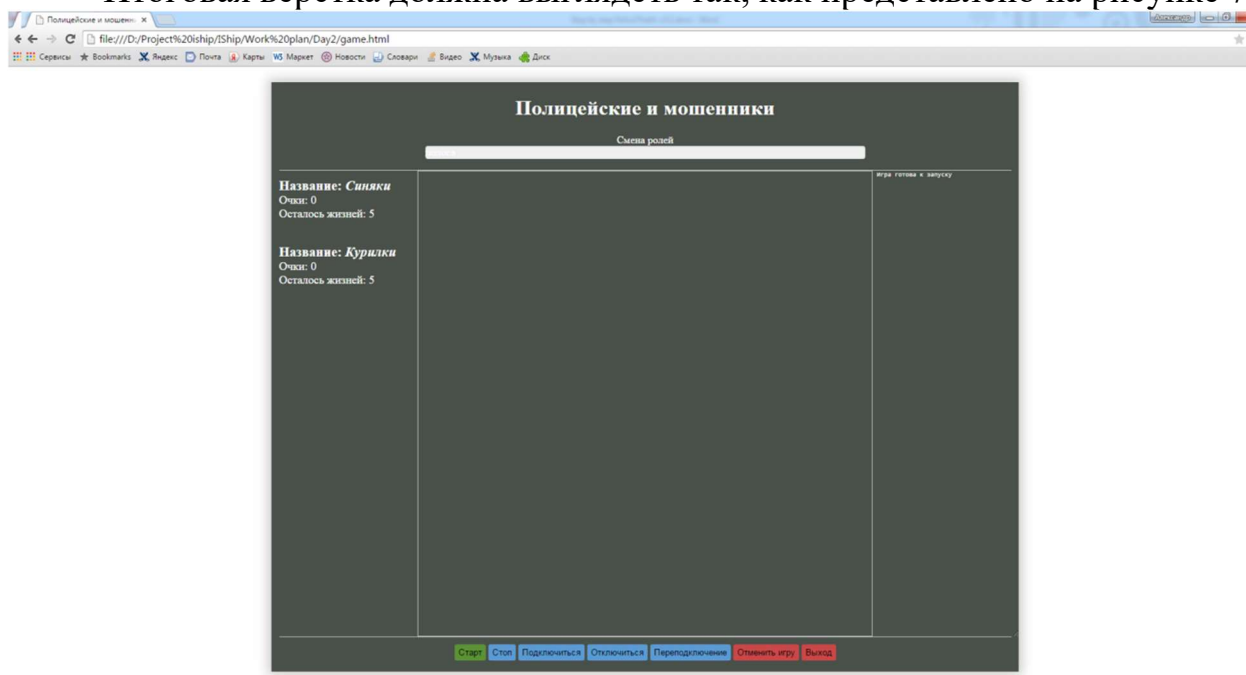 Итоговая верстка должна выглядеть так, как представлено на рисунке 7
Полицейские и мошенн
file:///D:/Project%20iship/IShip/Work%20plan/Day2/game.html
Сервисы Bookmarks Яндекс Почта Карты Маркет Новости Словари Видео Музыка Диск
Полицейские и мошенники
Смена ролей
Название: Синяки
Очки: 0
Осталось жизней: 5
Название: Курилки
Очки: 0
Осталось жизней: 5
Игра готова к запуску
Старт Стоп Подключиться Отключиться Переподключение Отменить игру Выход